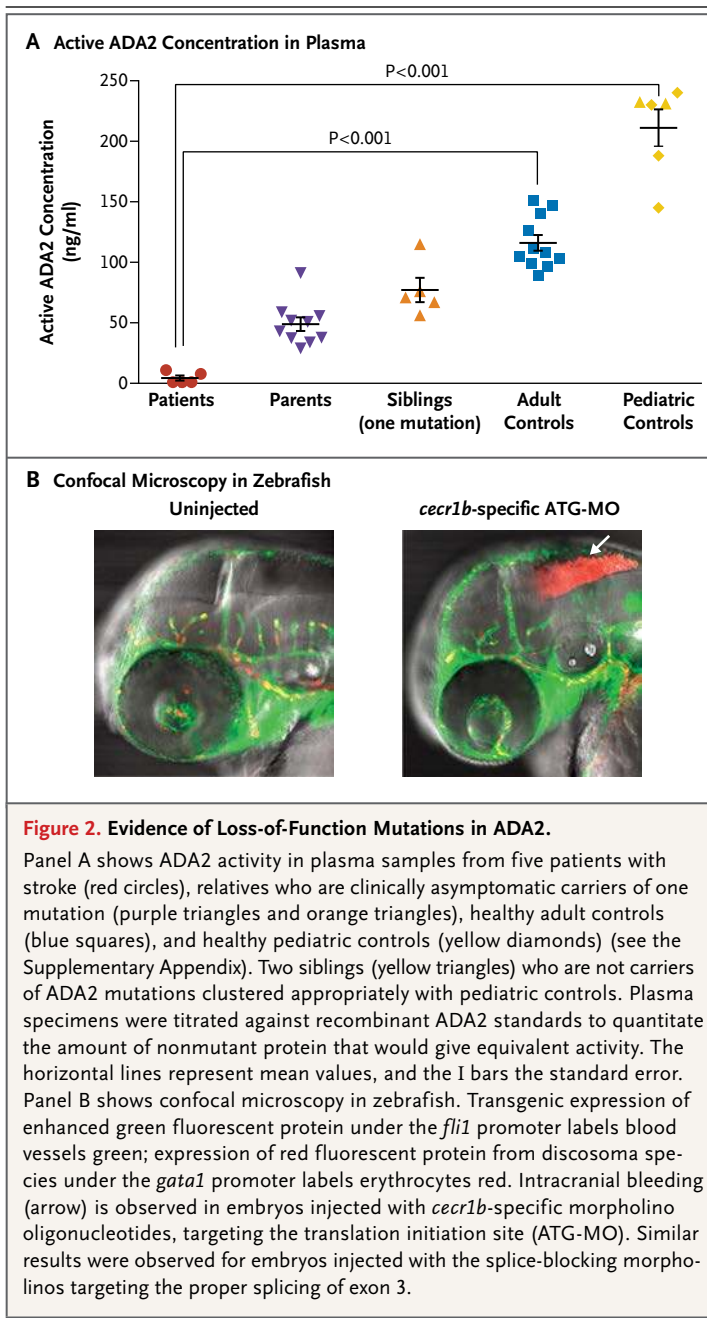 A Active ADA2 Concentration in Plasma
P<0.001
P<0.001
Active ADA2 Concentration
(ng/ml)
250
200
150
100
50
0
Patients
Parents
Siblings
(one mutation)
Adult
Controls
Pediatric
Controls
B Confocal Microscopy in Zebrafish
Uninjected
cecr1b-specific ATG-MO
Figure 2. Evidence of Loss-of-Function Mutations in ADA2.
Panel A shows ADA2 activity in plasma samples from five patients with
stroke (red circles), relatives who are clinically asymptomatic carriers of one
mutation (purple triangles and orange triangles), healthy adult controls
(blue squares), and healthy pediatric controls (yellow diamonds) (see the
Supplementary Appendix). Two siblings (yellow triangles) who are not carriers
of ADA2 mutations clustered appropriately with pediatric controls. Plasma
specimens were titrated against recombinant ADA2 standards to quantitate
the amount of nonmutant protein that would give equivalent activity. The
horizontal lines represent mean values, and the I bars the standard error.
Panel B shows confocal microscopy in zebrafish. Transgenic expression of
enhanced green fluorescent protein under the fli1 promoter labels blood
vessels green; expression of red fluorescent protein from discosoma spe-
cies under the gata1 promoter labels erythrocytes red. Intracranial bleeding
(arrow) is observed in embryos injected with cecr1b-specific morpholino
oligonucleotides, targeting the translation initiation site (ATG-MO). Similar
results were observed for embryos injected with the splice-blocking morpho-
linos targeting the proper splicing of exon 3.